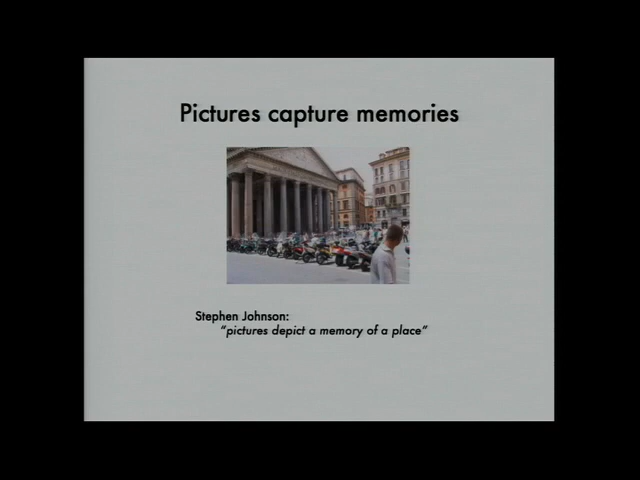 Pictures capture memories
Stephen Johnson:
"pictures depict a memory of a place"